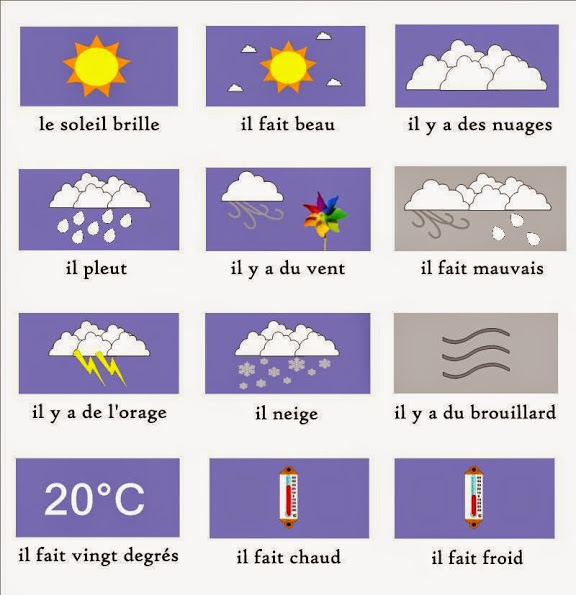 le soleil brille
il fait beau
il y a des nuages
il pleut
il y a du vent
il fait mauvais
il y a de l'orage
il neige
il y a du brouillard
20°C
il fait vingt degrés
il fait chaud
il fait froid